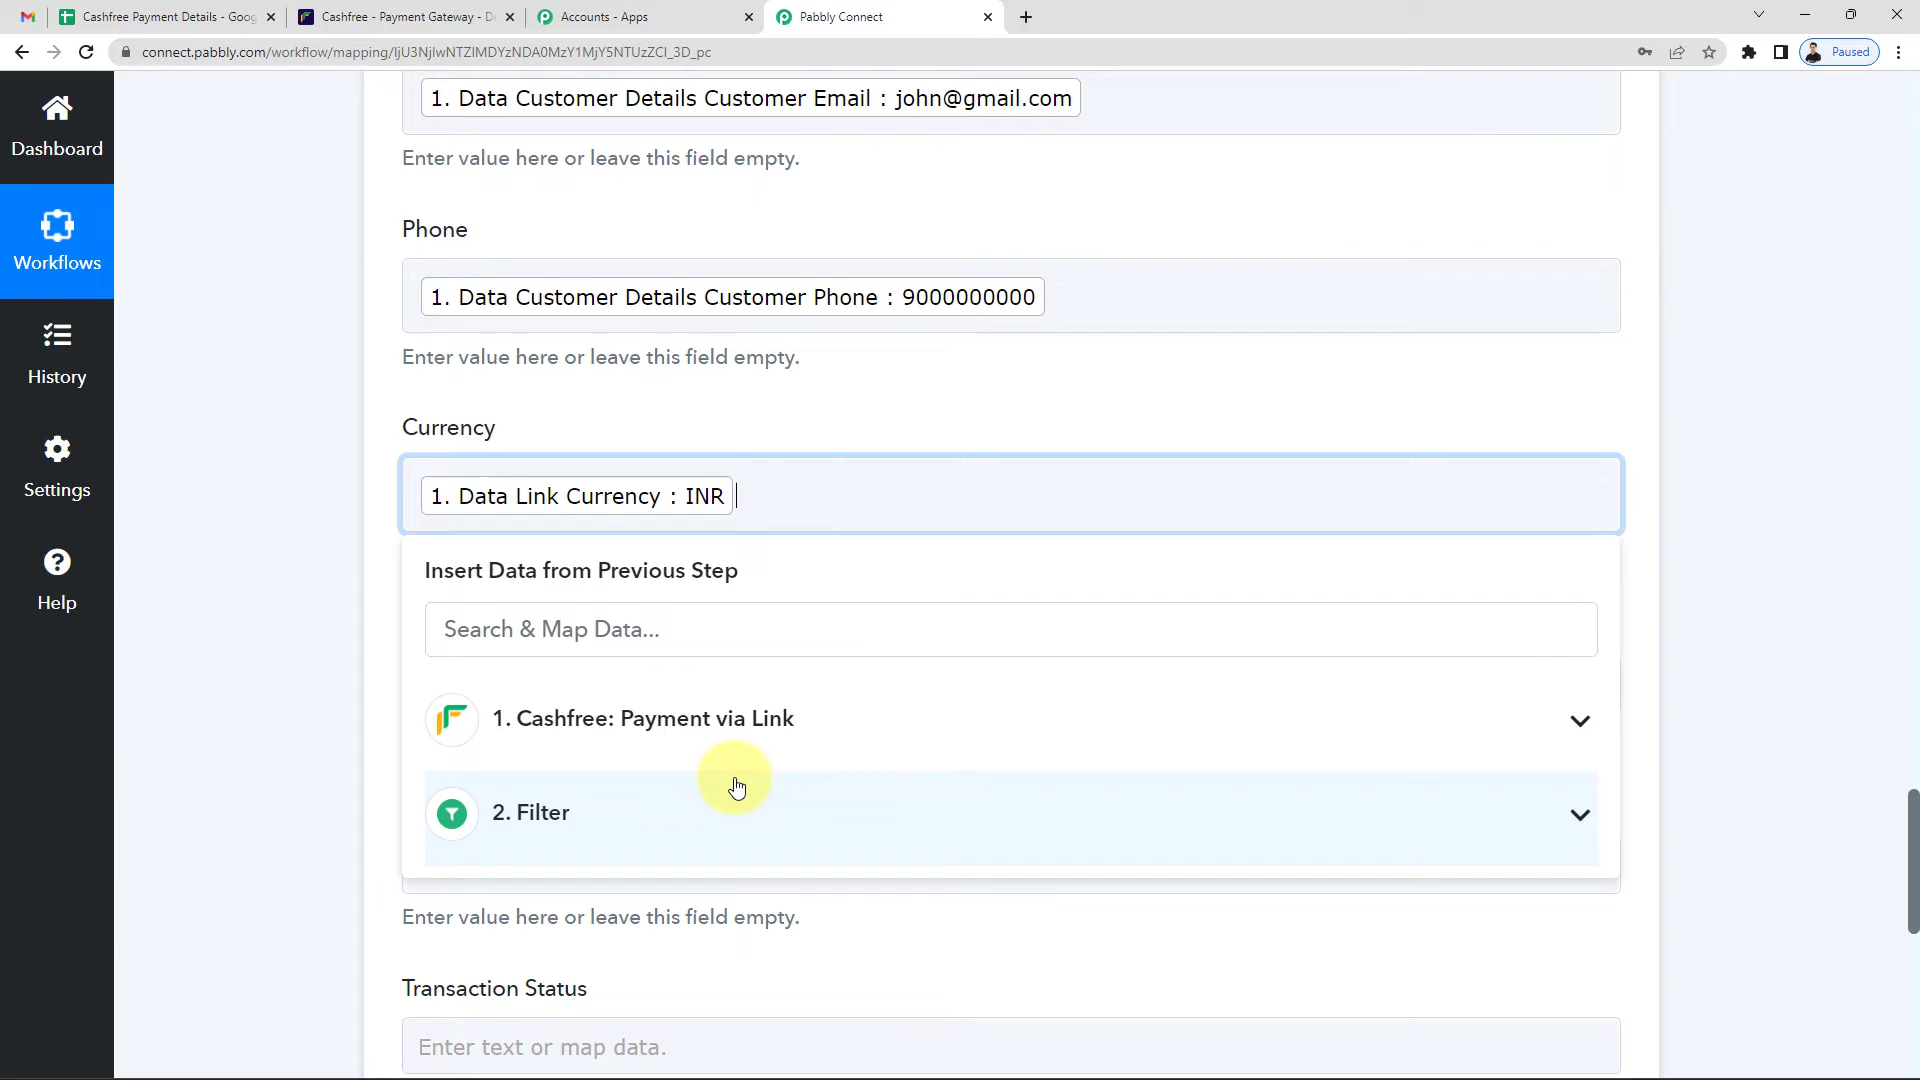 Cashfree Payment Details - Goog
Cashfree - Payment Gateway - De
Accounts - Apps
Pabbly Connect
connect.pabbly.com/workflow/mapping/IjU3NjIwNTZlMDYzNDA0MzY1MjY5NTUzZCI_3D_pc
Paused
Dashboard
Workflows
History
Settings
Help
1. Data Customer Details Customer Email : john@gmail.com
Enter value here or leave this field empty.
Phone
1. Data Customer Details Customer Phone : 9000000000
Enter value here or leave this field empty.
Currency
1. Data Link Currency : INR
Insert Data from Previous Step
Search & Map Data...
1. Cashfree: Payment via Link
2. Filter
Enter value here or leave this field empty.
Transaction Status
Enter text or map data.